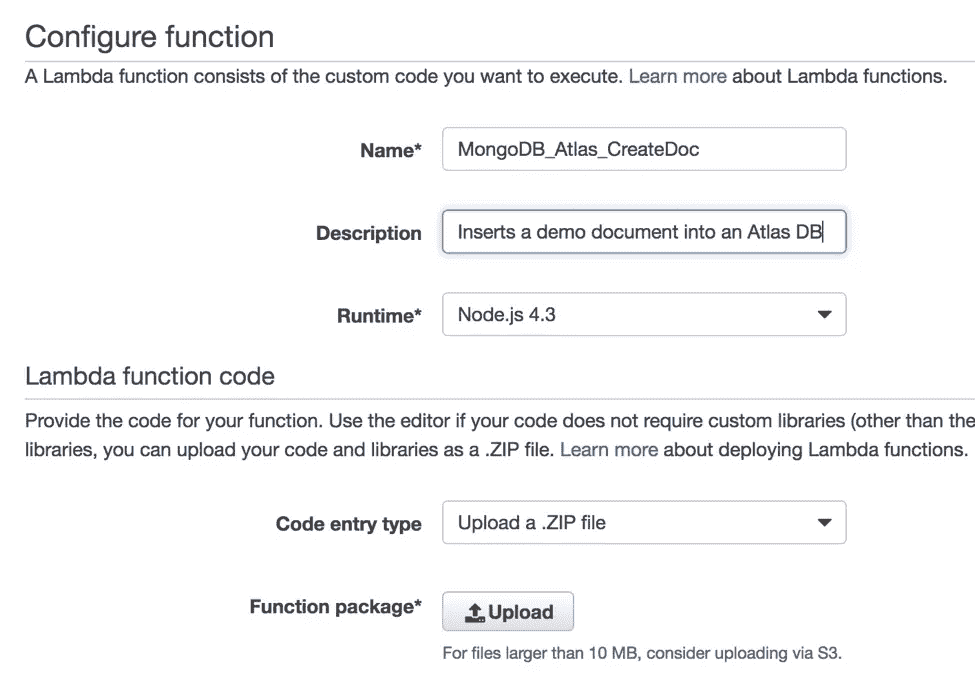 Configure function
A Lambda function consists of the custom code you want to execute. Learn more about Lambda functions.
Name* MongoDB_Atlas_CreateDoc
Description Inserts a demo document into an Atlas DB
Runtime* Node.js 4.3
Lambda function code
Provide the code for your function. Use the editor if your code does not require custom libraries (other than the
libraries, you can upload your code and libraries as a .ZIP file. Learn more about deploying Lambda functions.
Code entry type Upload a .ZIP file
Function package* Upload
For files larger than 10 MB, consider uploading via S3.